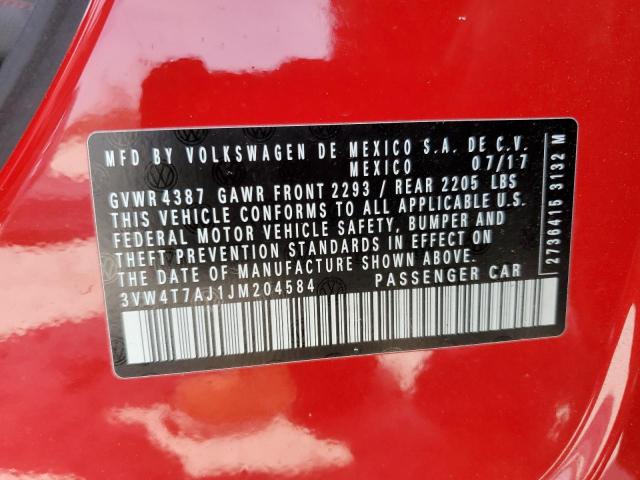 MFD BY VOLKSWAGEN DE MEXICO S.A. DE C.V.
MEXICO 07/17
GVWR 4387 GAWR FRONT 2293 / REAR 2205 LBS
THIS VEHICLE CONFORMS TO ALL APPLICABLE U.S.
FEDERAL MOTOR VEHICLE SAFETY, BUMPER AND
THEFT PREVENTION STANDARDS IN EFFECT ON
THE DATE OF MANUFACTURE SHOWN ABOVE.
3VW4T7AJ1JM204584 PASSENGER CAR
2736415 3132 M